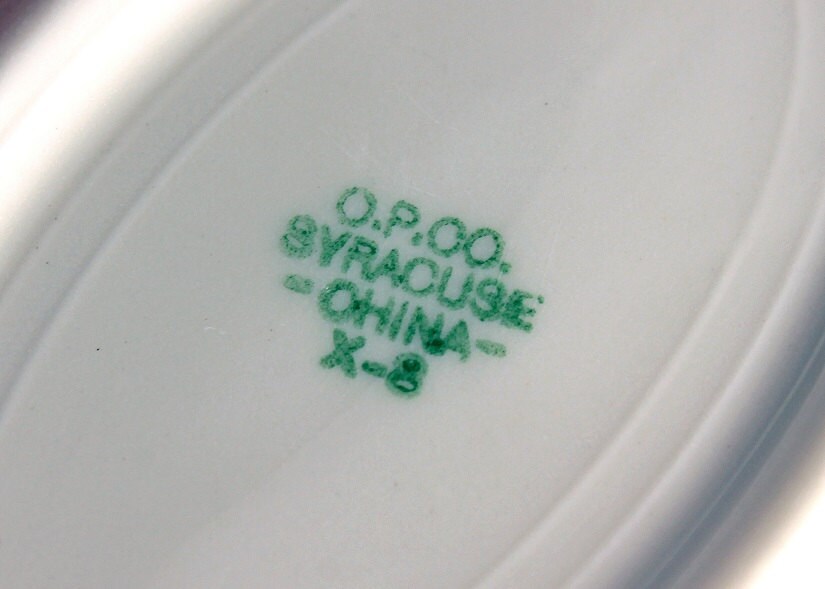 O.P.CO.
SYRACUSE
-CHINA-
X-8